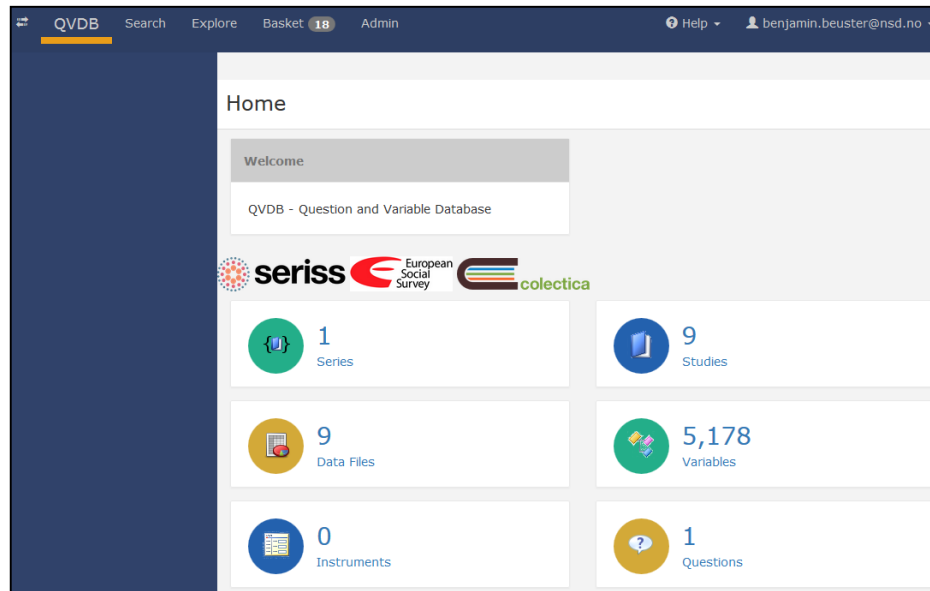 QVDB Search Explore Basket 18 Admin Help benjamin.beuster@nsd.no
Home
Welcome
QVDB - Question and Variable Database
seriss
European
Social
Survey
colectica
1
Series
9
Studies
9
Data Files
5,178
Variables
0
Instruments
1
Questions